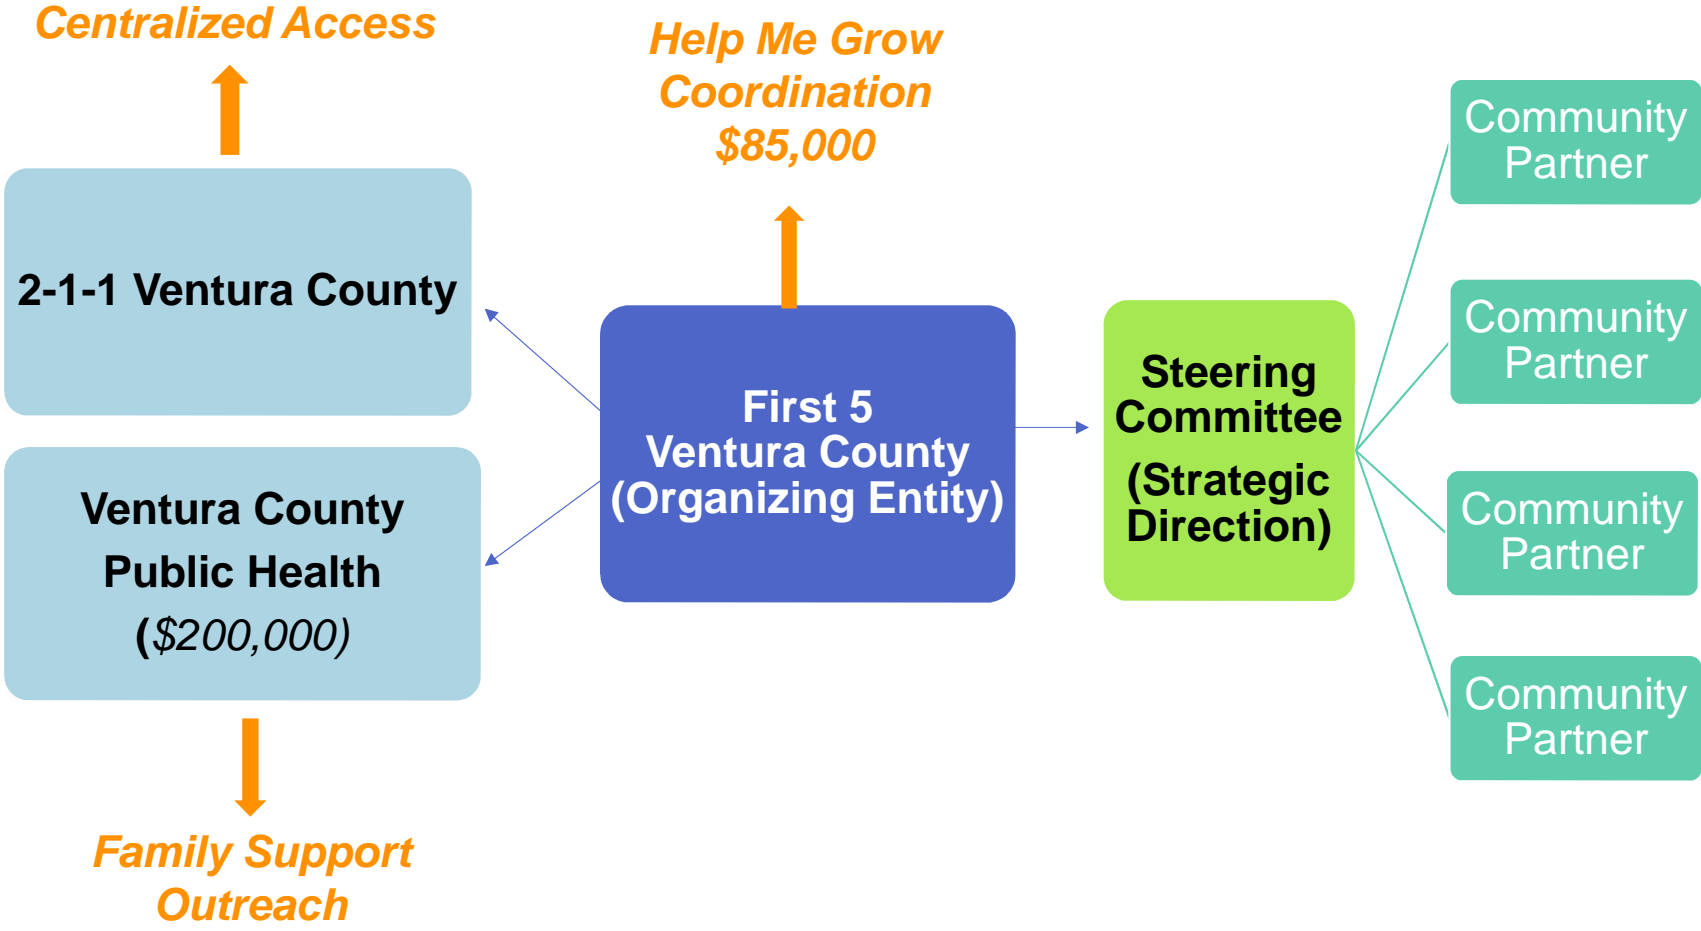 Centralized Access
2-1-1 Ventura County
Ventura County
Public Health
($200,000)
Family Support
Outreach
Help Me Grow
Coordination
$85,000
First 5
Ventura County
(Organizing Entity)
Steering
Committee
(Strategic
Direction)
Community
Partner
Community
Partner
Community
Partner
Community
Partner